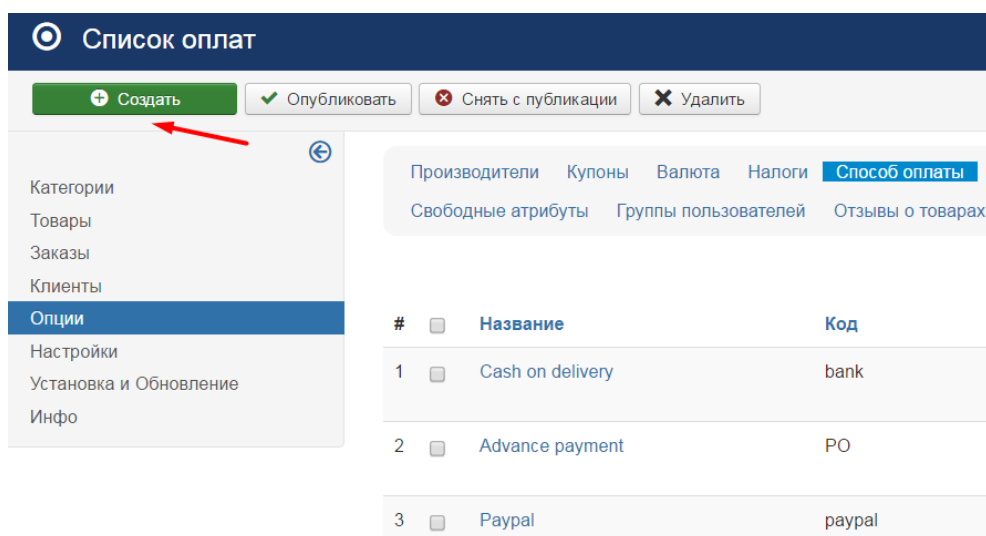 Список оплат
Создать Опубликовать Снять с публикации Удалить
Категории
Товары
Заказы
Клиенты
Опции
Настройки
Установка и Обновление
Инфо
Производители Купоны Валюта Налоги Способ оплаты
Свободные атрибуты Группы пользователей Отзывы о товарах
# Название Код
1 Cash on delivery bank
2 Advance payment PO
3 Paypal paypal